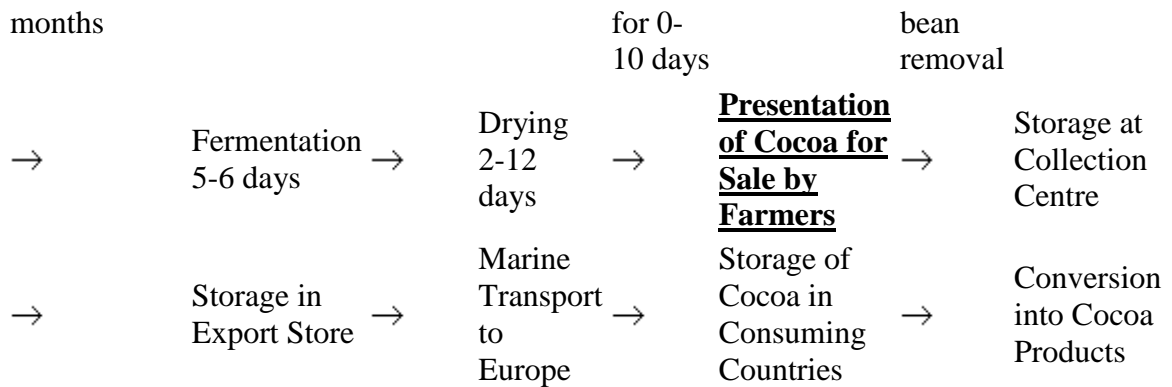 months
for 0-
10 days
bean
removal
→
Fermentation
5-6 days
→
Drying
2-12
days
→
Presentation
of Cocoa for
Sale by
Farmers
→
Storage at
Collection
Centre
→
Storage in
Export Store
→
Marine
Transport
to
Europe
→
Storage of
Cocoa in
Consuming
Countries
→
Conversion
into Cocoa
Products